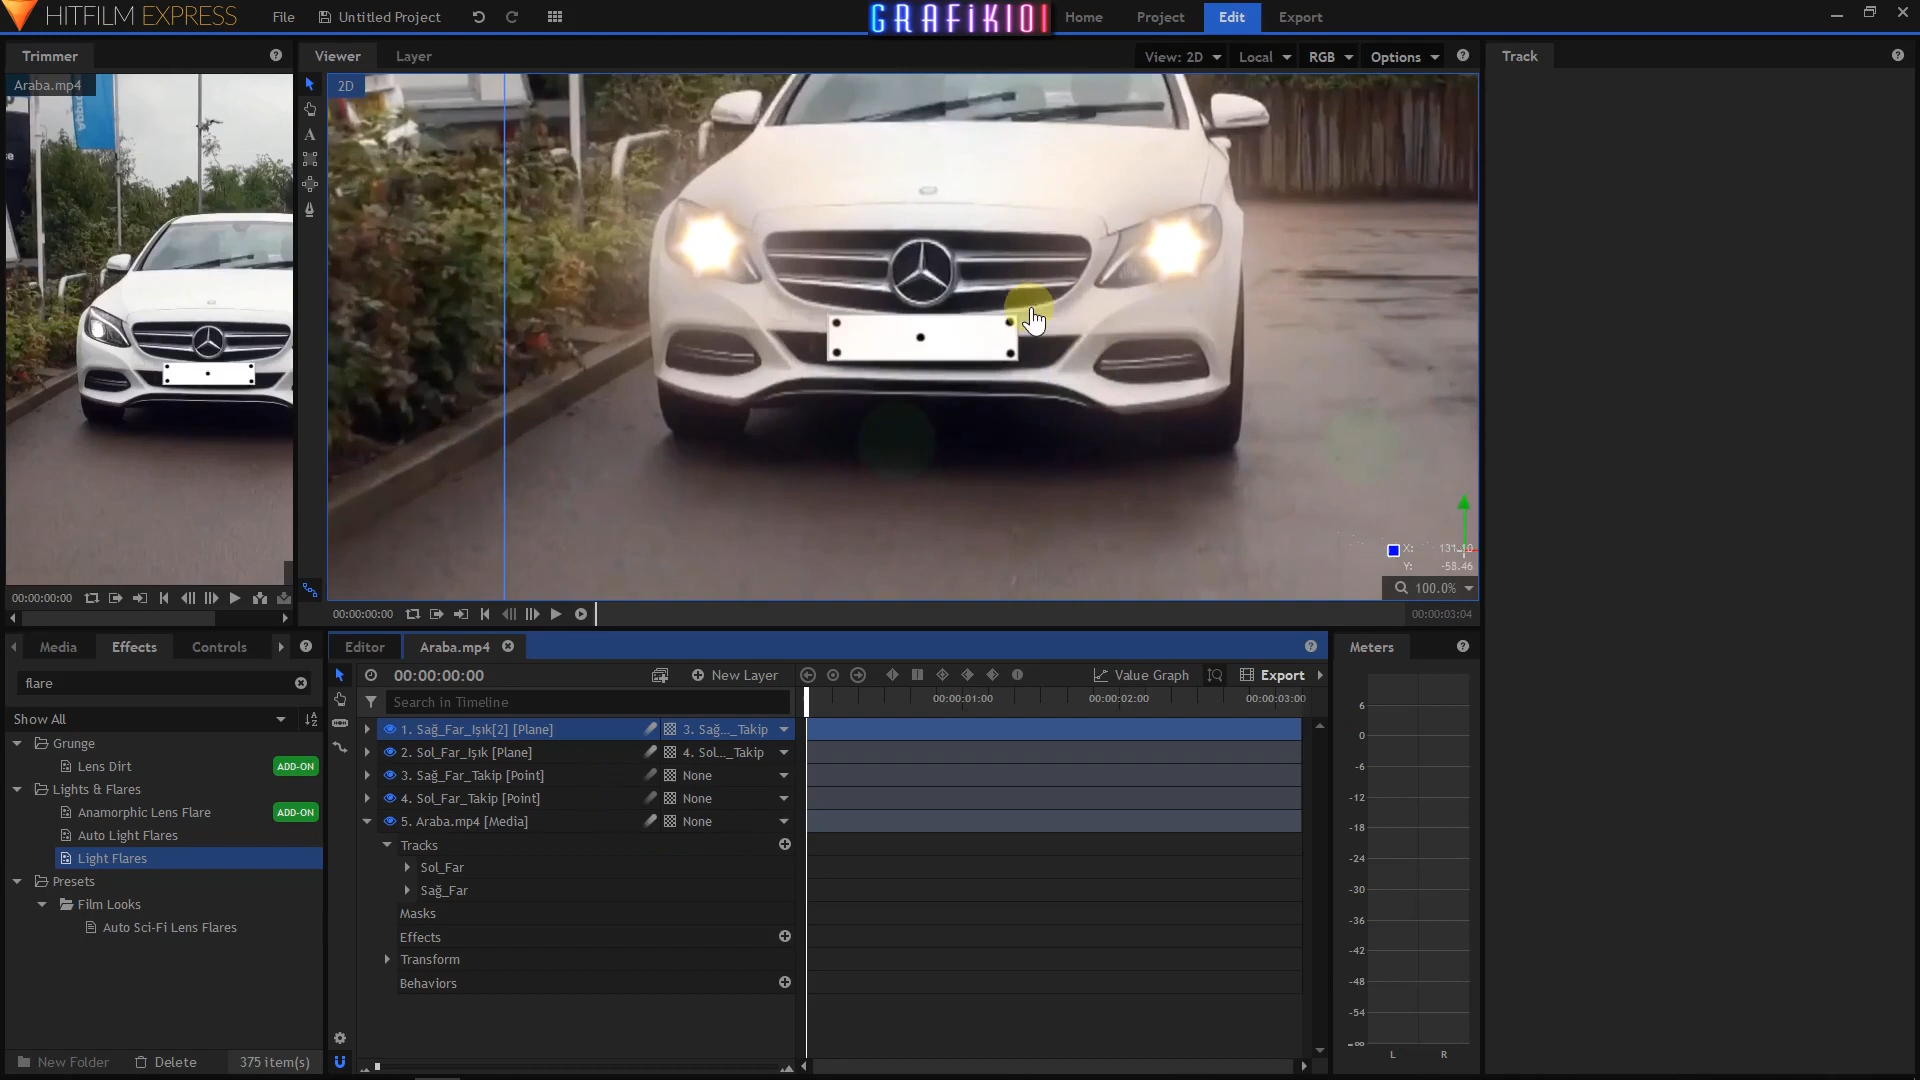 HITFILM EXPRESS
File
Untitled Project
GRAFiK101
Home
Project
Edit
Export
Trimmer
Viewer
Layer
View: 2D
Local
RGB
Options
Track
Araba.mp4
2D
X: 131.10
Y: -58.46
100.0%
00:00:00:00
00:00:00:00
00:00:03:04
Media
Effects
Controls
Editor
Araba.mp4
Meters
flare
00:00:00:00
New Layer
Value Graph
Export
Search in Timeline
00:00:01:00
00:00:02:00
00:00:03:00
Show All
Grunge
Lens Dirt
ADD-ON
Lights & Flares
Anamorphic Lens Flare
ADD-ON
Auto Light Flares
Light Flares
Presets
Film Looks
Auto Sci-Fi Lens Flares
1. Sağ_Far_Işık[2] [Plane]
3. Sağ..._Takip
2. Sol_Far_Işık [Plane]
4. Sol..._Takip
3. Sağ_Far_Takip [Point]
None
4. Sol_Far_Takip [Point]
None
5. Araba.mp4 [Media]
None
Tracks
Sol_Far
Sağ_Far
Masks
Effects
Transform
Behaviors
6
0
-6
-12
-18
-24
-30
-36
-42
-48
-54
-∞
L
R
New Folder
Delete
375 item(s)